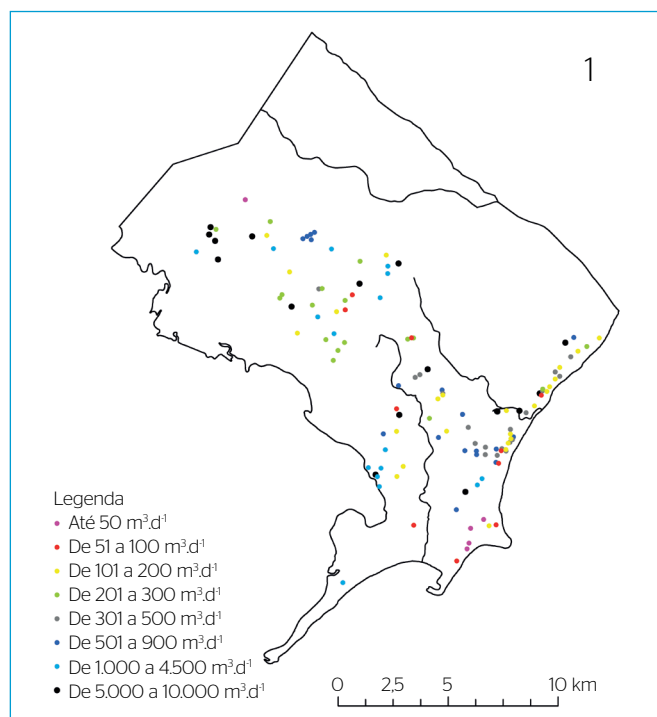 1
Legenda
Até 50 m³.d⁻¹
De 51 a 100 m³.d⁻¹
De 101 a 200 m³.d⁻¹
De 201 a 300 m³.d⁻¹
De 301 a 500 m³.d⁻¹
De 501 a 900 m³.d⁻¹
De 1.000 a 4.500 m³.d⁻¹
De 5.000 a 10.000 m³.d⁻¹
0 2,5 5 10 km